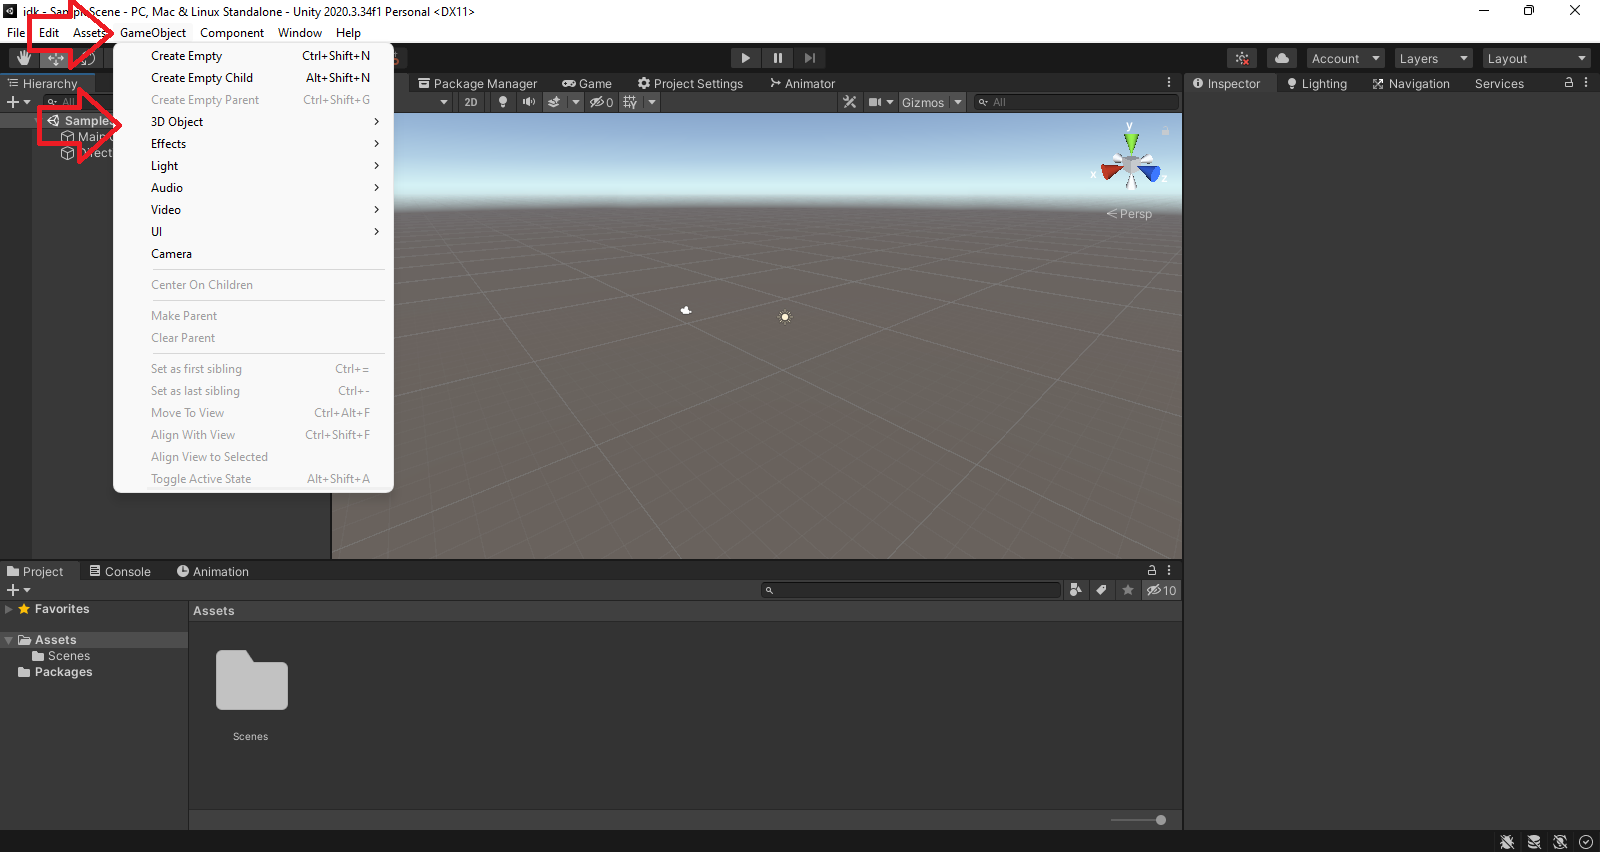 idk - SampleScene - PC, Mac & Linux Standalone - Unity 2020.3.34f1 Personal <DX11>
File Edit Assets GameObject Component Window Help
Account Layers Layout
Hierarchy
Package Manager Game Project Settings Animator
Inspector Lighting Navigation Services
All
2D 0 Gizmos All
Create Empty Ctrl+Shift+N
Create Empty Child Alt+Shift+N
Create Empty Parent Ctrl+Shift+G
3D Object
Effects
Light
Audio
Video
UI
Camera
Center On Children
Make Parent
Clear Parent
Set as first sibling Ctrl+=
Set as last sibling Ctrl+-
Move To View Ctrl+Alt+F
Align With View Ctrl+Shift+F
Align View to Selected
Toggle Active State Alt+Shift+A
Sample
Main
Direct
y
x
z
Persp
Project Console Animation
10
Favorites
Assets
Scenes
Packages
Assets
Scenes